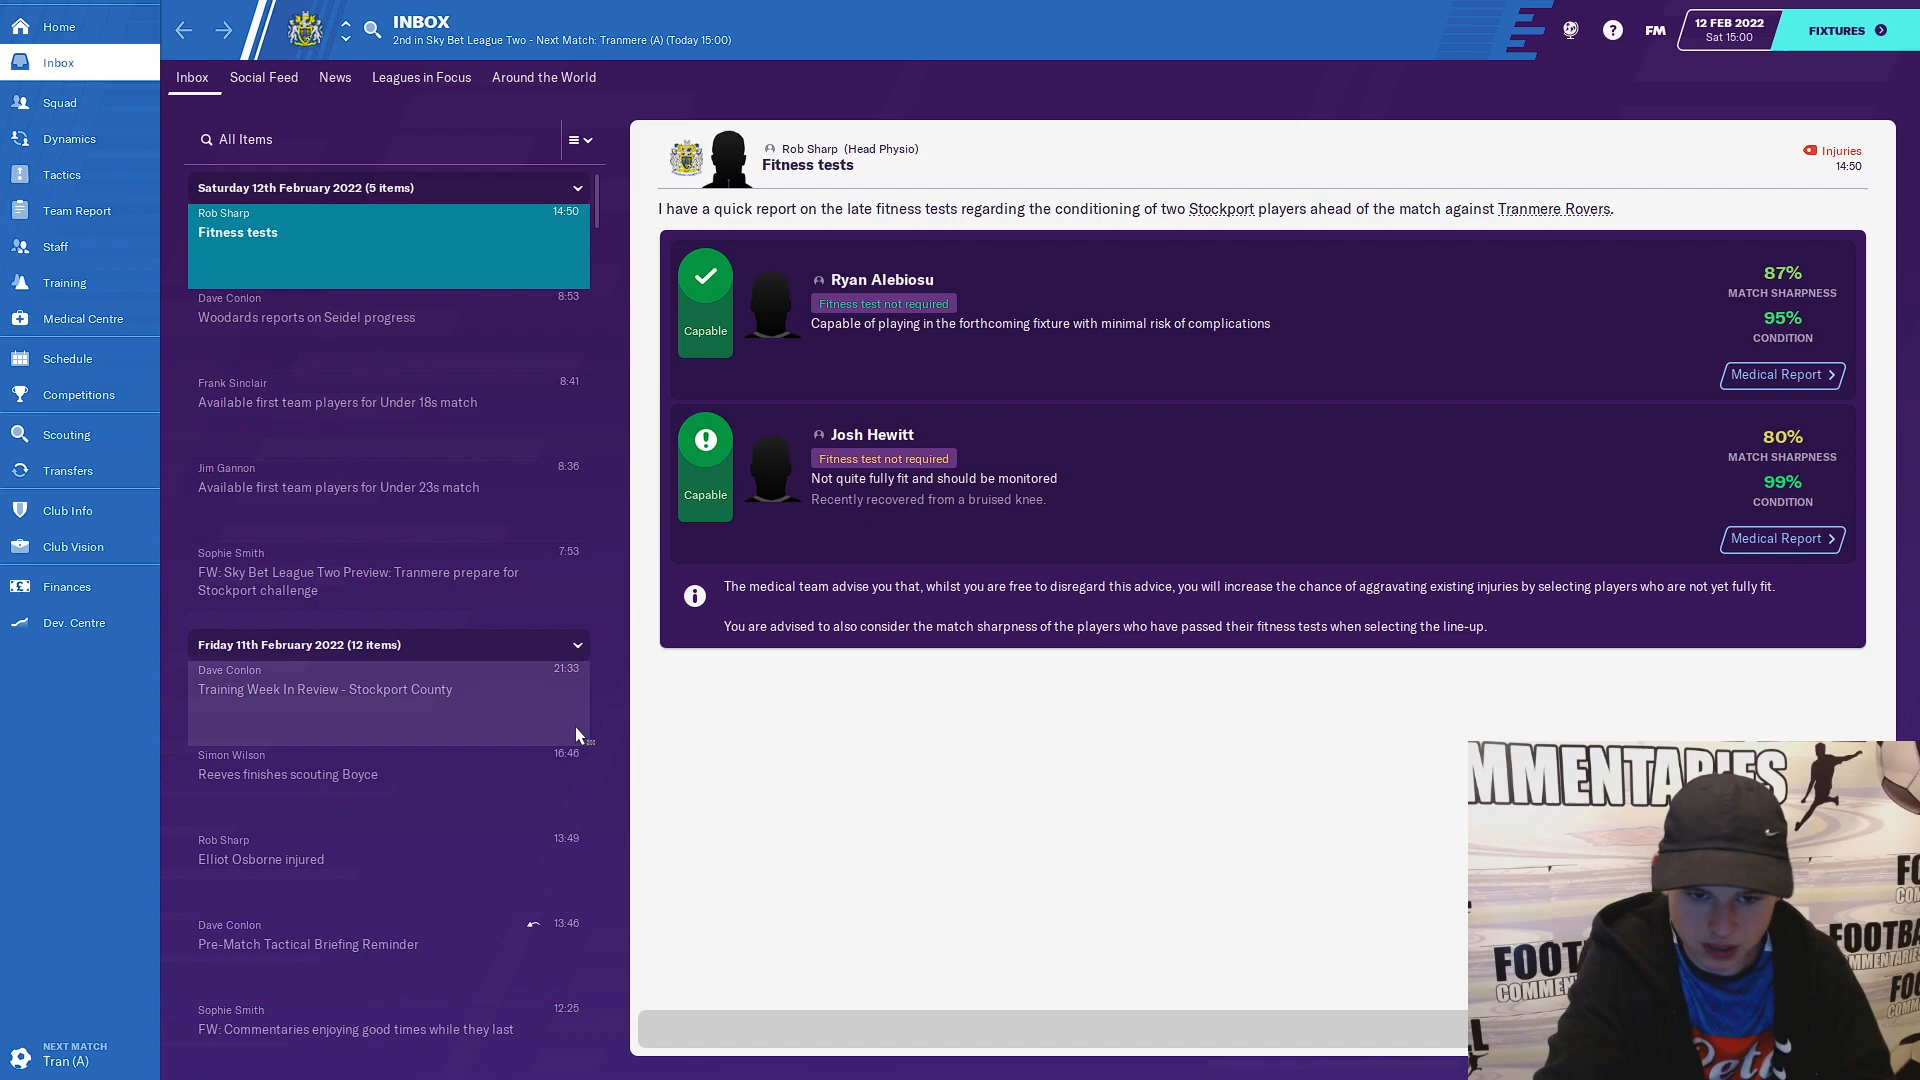 Home
Inbox
Squad
Dynamics
Tactics
Team Report
Staff
Training
Medical Centre
Schedule
Competitions
Scouting
Transfers
Club Info
Club Vision
Finances
Dev. Centre
NEXT MATCH
Tran (A)
INBOX
2nd in Sky Bet League Two - Next Match: Tranmere (A) (Today 15:00)
FM
12 FEB 2022
Sat 15:00
FIXTURES
Inbox Social Feed News Leagues in Focus Around the World
All Items
Saturday 12th February 2022 (5 items)
Rob Sharp 14:50
Fitness tests
Dave Conlon 8:53
Woodards reports on Seidel progress
Frank Sinclair 8:41
Available first team players for Under 18s match
Jim Gannon 8:36
Available first team players for Under 23s match
Sophie Smith 7:53
FW: Sky Bet League Two Preview: Tranmere prepare for
Stockport challenge
Friday 11th February 2022 (12 items)
Dave Conlon 21:33
Training Week In Review - Stockport County
Simon Wilson 16:46
Reeves finishes scouting Boyce
Rob Sharp 13:49
Elliot Osborne injured
Dave Conlon 13:46
Pre-Match Tactical Briefing Reminder
Sophie Smith 12:25
FW: Commentaries enjoying good times while they last
Rob Sharp (Head Physio)
Fitness tests
Injuries
14:50
I have a quick report on the late fitness tests regarding the conditioning of two Stockport players ahead of the match against Tranmere Rovers.
Capable
Ryan Alebiosu
Fitness test not required
Capable of playing in the forthcoming fixture with minimal risk of complications
87%
MATCH SHARPNESS
95%
CONDITION
Medical Report
Capable
Josh Hewitt
Fitness test not required
Not quite fully fit and should be monitored
Recently recovered from a bruised knee.
80%
MATCH SHARPNESS
99%
CONDITION
Medical Report
The medical team advise you that, whilst you are free to disregard this advice, you will increase the chance of aggravating existing injuries by selecting players who are not yet fully fit.
You are advised to also consider the match sharpness of the players who have passed their fitness tests when selecting the line-up.
MMENTARIES
FOOT
COMMEN
FOOTBA
MMENTARIES